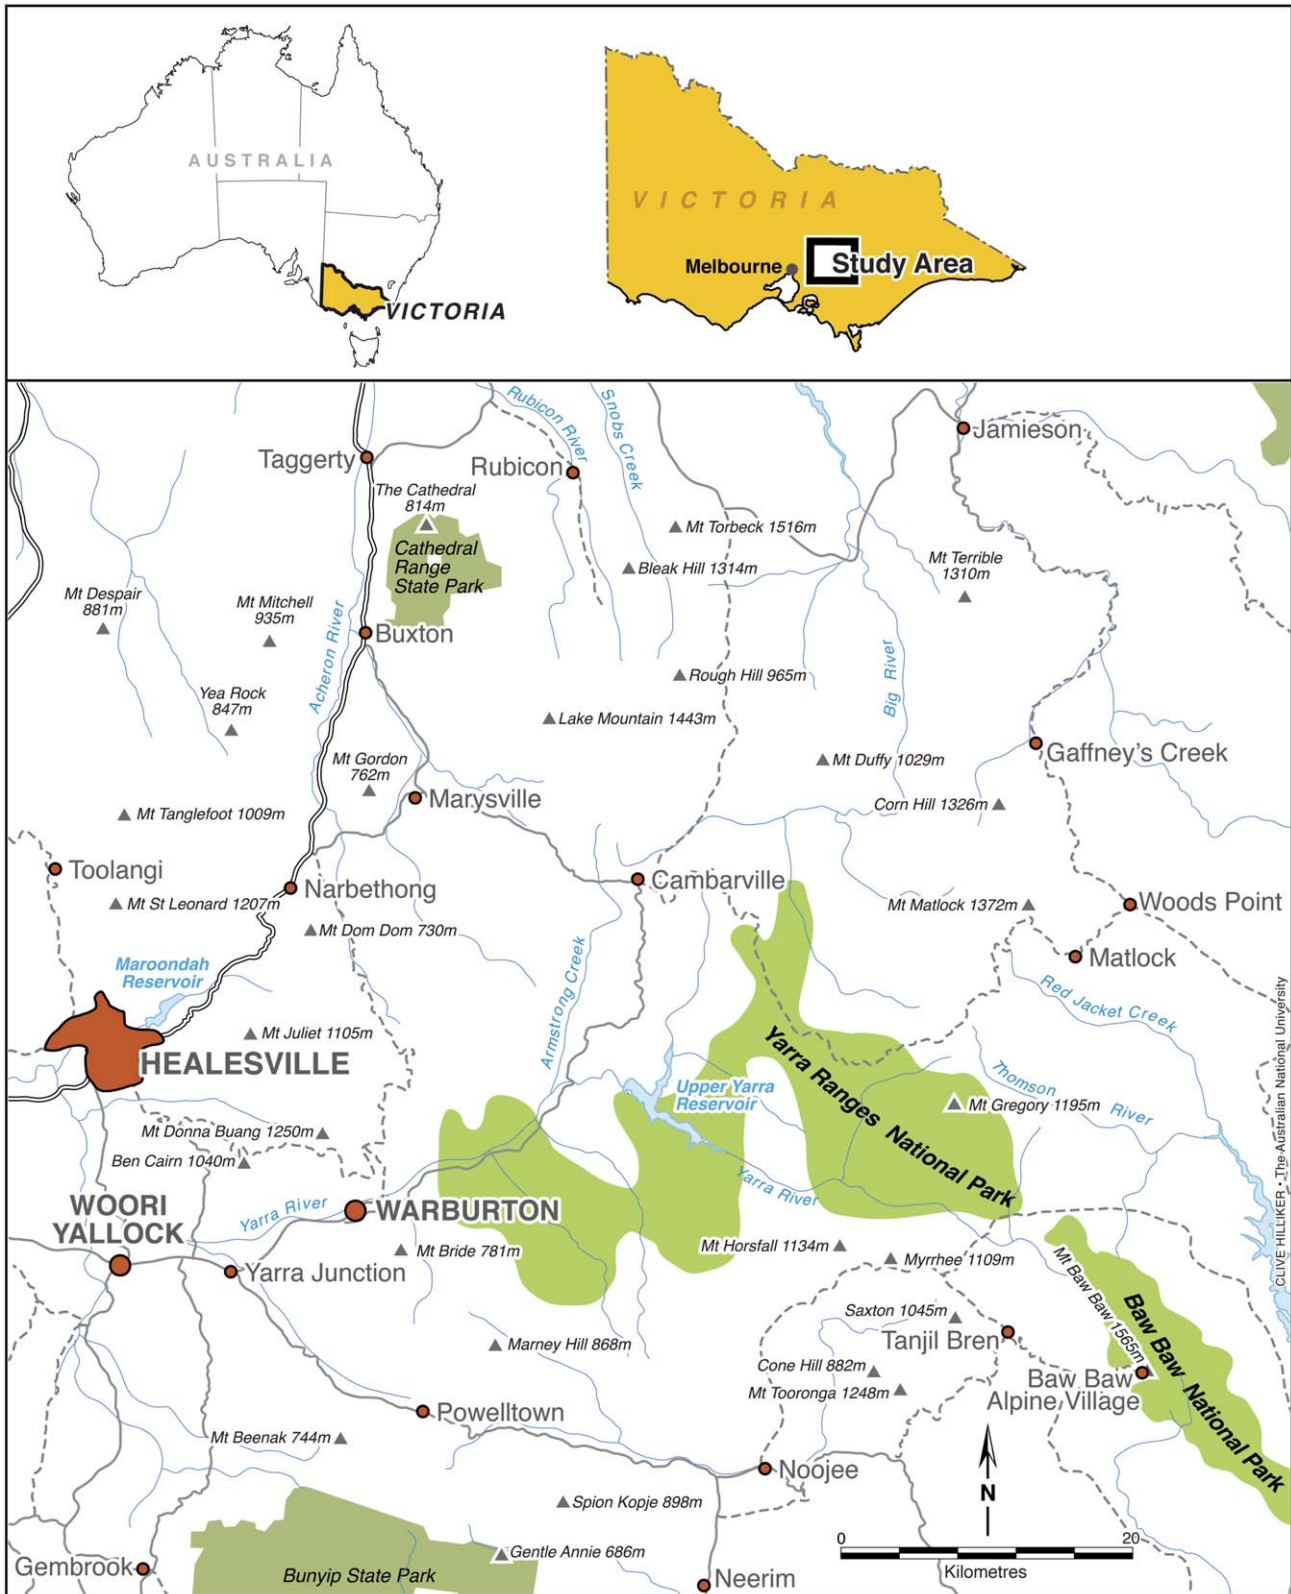 AUSTRALIA
VICTORIA
VICTORIA
Melbourne
Study Area
Rubicon River
Snobs Creek
Jamieson
Taggerty
Rubicon
The Cathedral
814m
Mt Torbeck 1516m
Cathedral
Range
State Park
Bleak Hill 1314m
Mt Terrible
1310m
Mt Despair
881m
Mt Mitchell
935m
Acheron River
Buxton
Rough Hill 965m
Big River
Yea Rock
847m
Lake Mountain 1443m
Gaffney's Creek
Mt Gordon
762m
Mt Duffy 1029m
Marysville
Corn Hill 1326m
Mt Tanglefoot 1009m
Toolangi
Narbethong
Cambarville
Mt St Leonard 1207m
Mt Matlock 1372m
Woods Point
Mt Dom Dom 730m
Matlock
Maroondah
Reservoir
Armstrong Creek
Red Jacket Creek
Mt Juliet 1105m
HEALESVILLE
Yarra Ranges National Park
Upper Yarra
Reservoir
Thomson River
Mt Gregory 1195m
Mt Donna Buang 1250m
Ben Cairn 1040m
Yarra River
WOORI
YALLOCK
Yarra River
WARBURTON
Mt Bride 781m
Mt Horsfall 1134m
Myrrhee 1109m
Yarra Junction
Mt Baw Baw 1565m
Baw Baw National Park
Saxton 1045m
Tanjil Bren
Marney Hill 868m
Cone Hill 882m
Mt Tooronga 1248m
Baw Baw
Alpine Village
Powelltown
Mt Beenak 744m
Noojee
N
Spion Kopje 898m
0 20
Kilometres
Gentle Annie 686m
Gembrook
Bunyip State Park
Neerim
CLIVE HILLIKER • The Australian National University